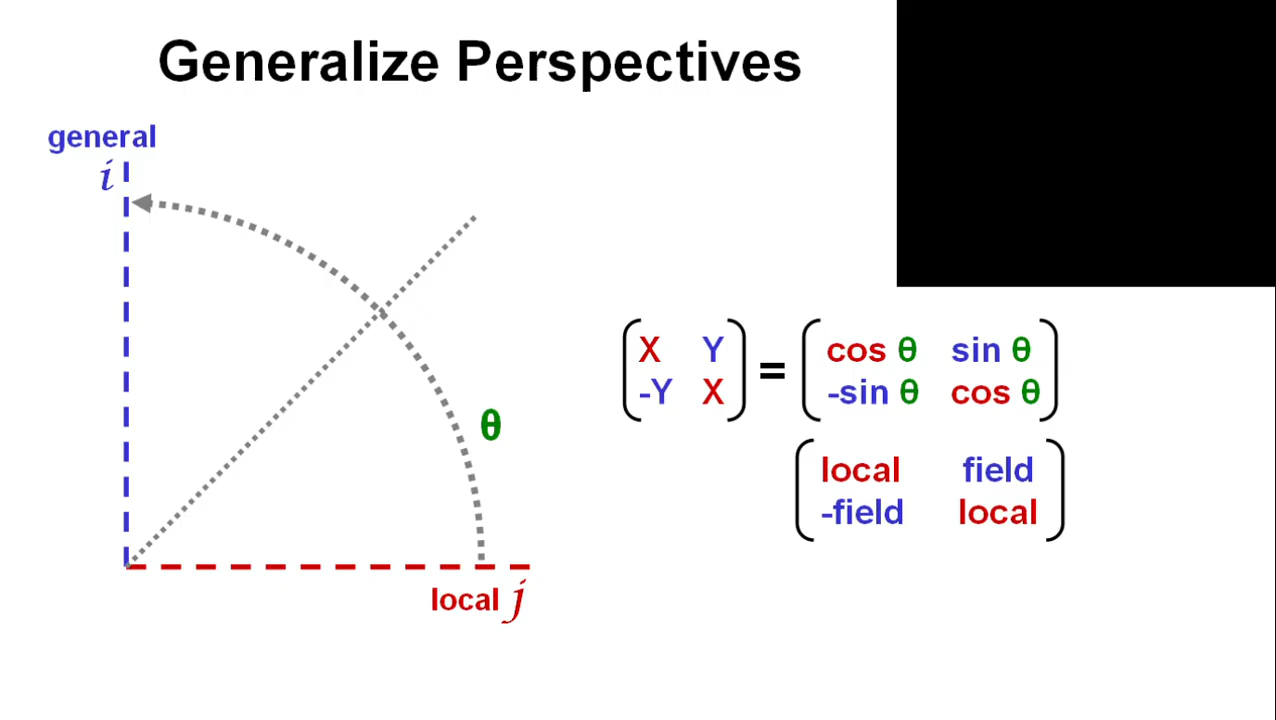 Generalize Perspectives
general
i
θ
local j
X Y
-Y X
=
cos θ sin θ
-sin θ cos θ
local field
-field local